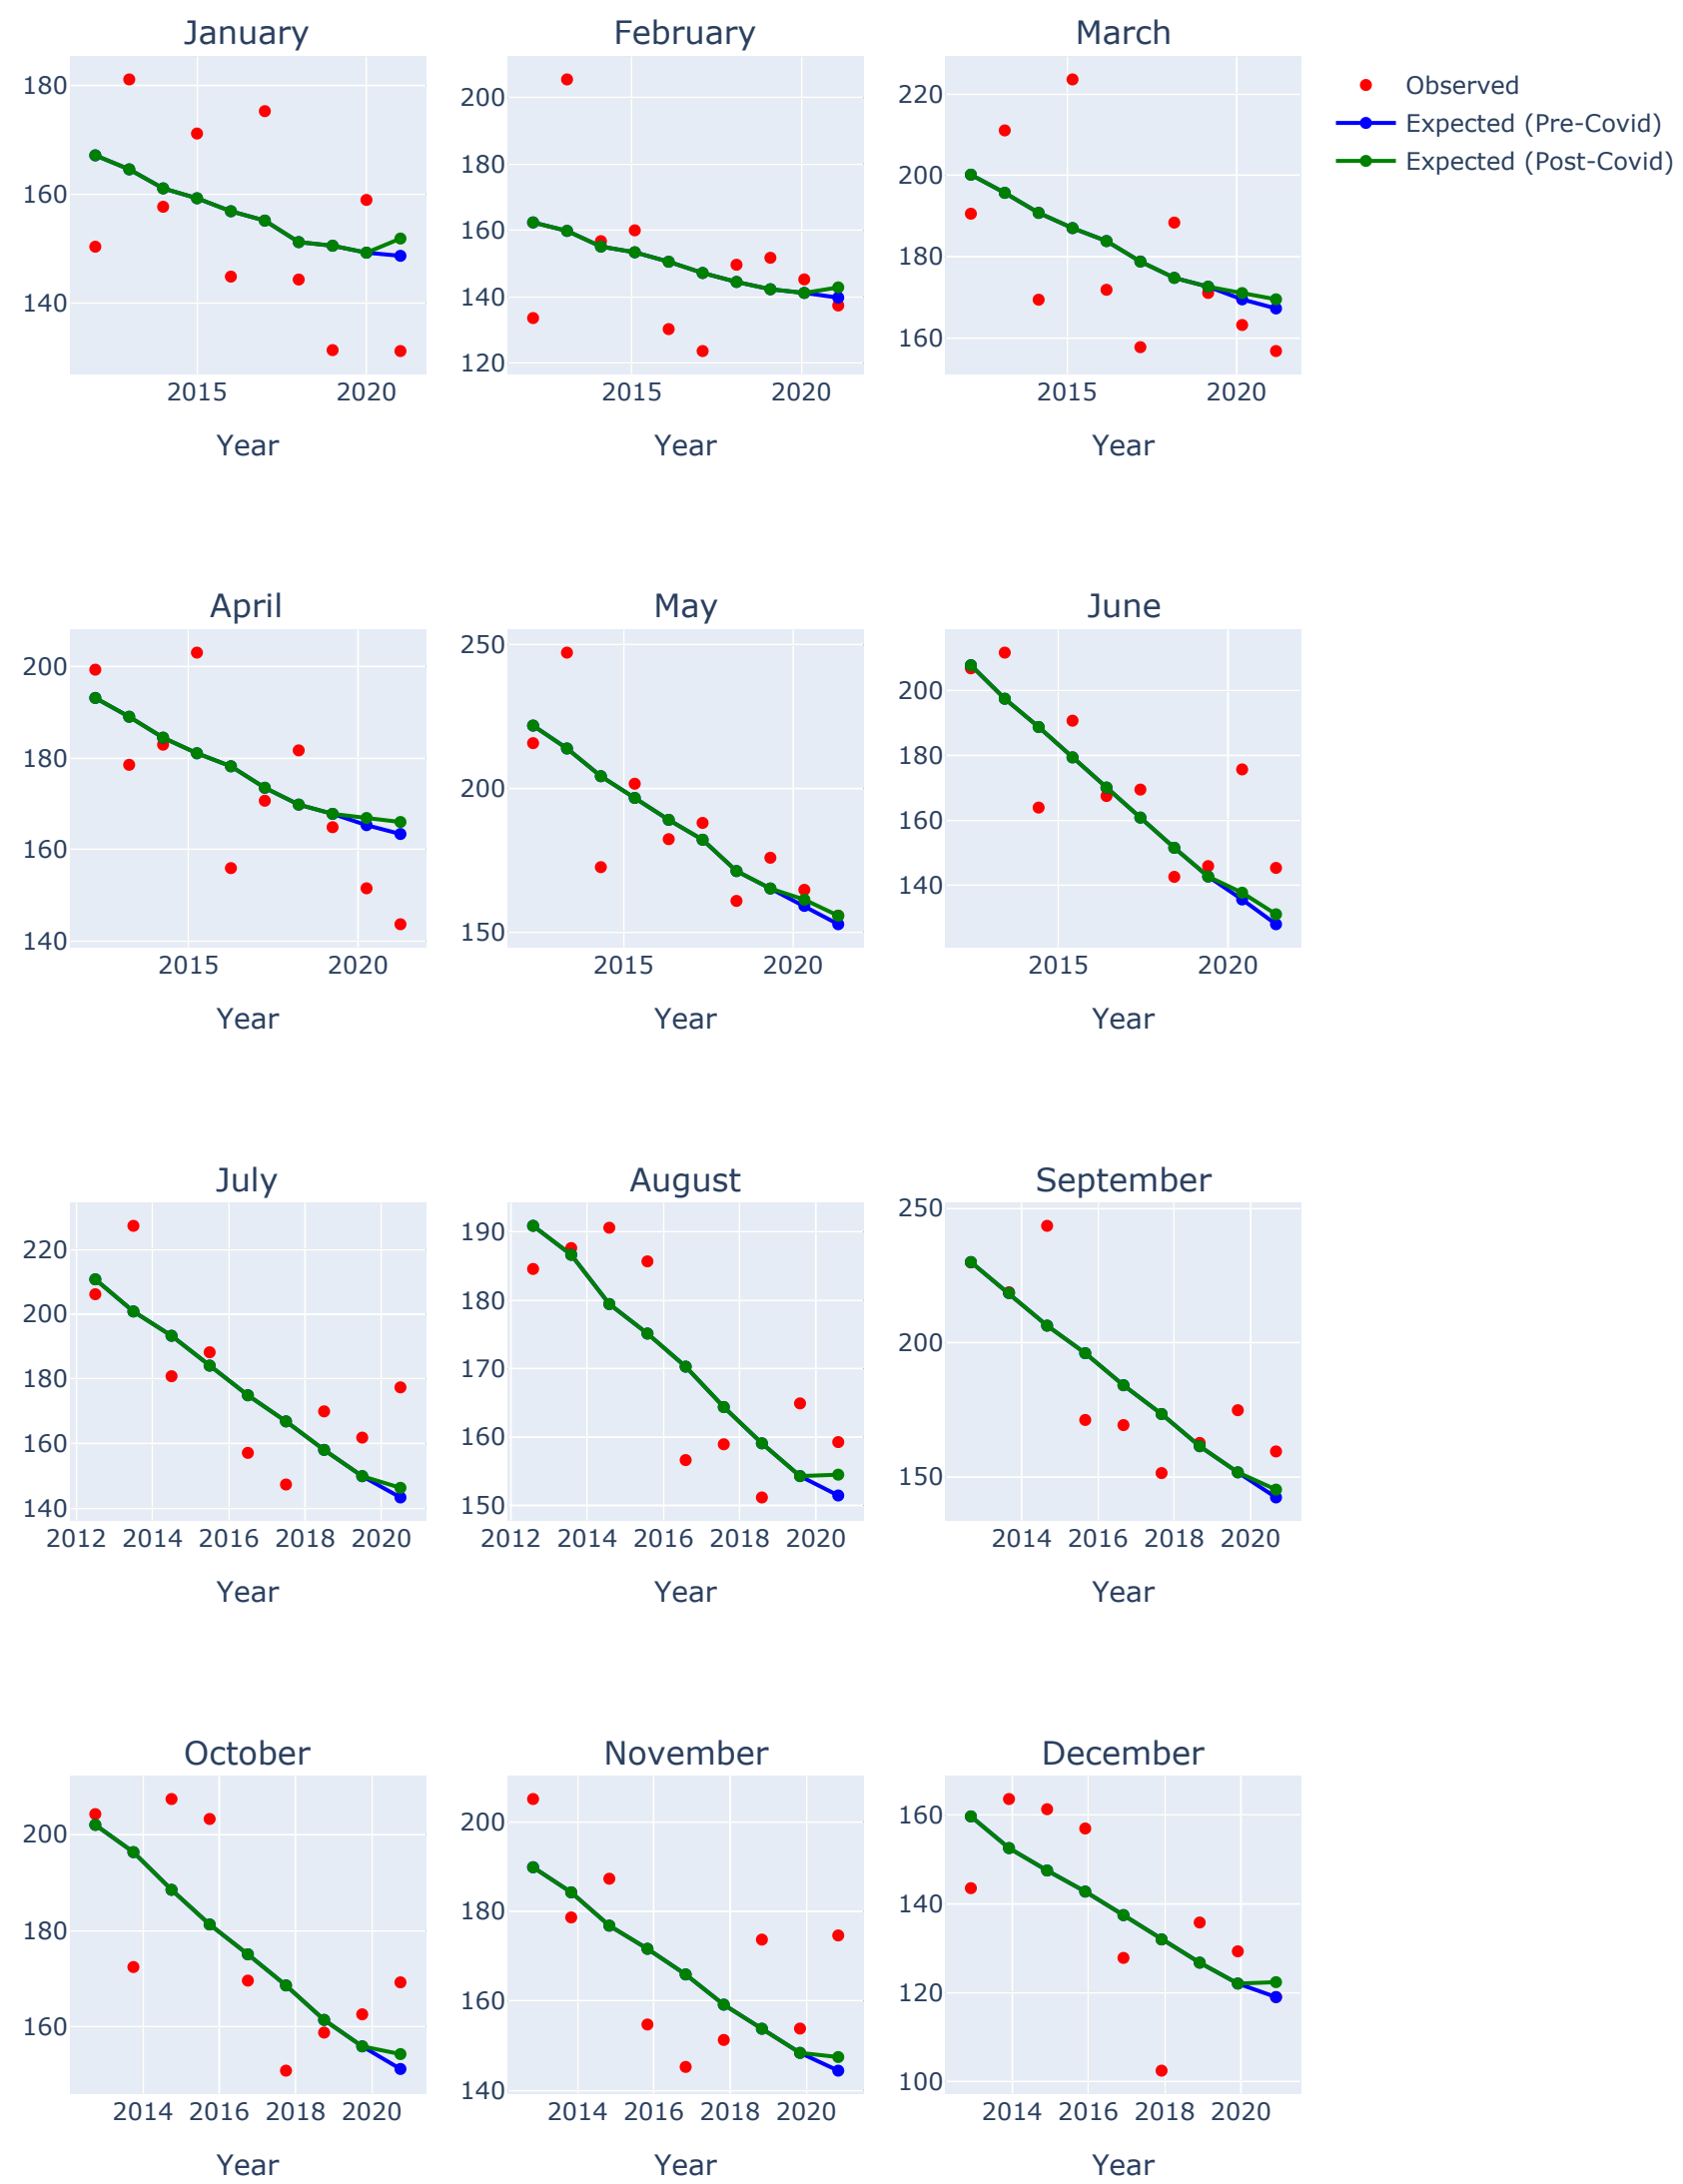 January
February
March
180
160
140
2015
2020
Year
200
180
160
140
120
2015
2020
Year
220
200
180
160
2015
2020
Year
Observed
Expected (Pre-Covid)
Expected (Post-Covid)
April
May
June
200
180
160
140
2015
2020
Year
250
200
150
2015
2020
Year
200
180
160
140
2015
2020
Year
July
August
September
220
200
180
160
140
2012 2014 2016 2018 2020
Year
190
180
170
160
150
2012 2014 2016 2018 2020
Year
250
200
150
2014 2016 2018 2020
Year
October
November
December
200
180
160
2014 2016 2018 2020
Year
200
180
160
140
2014 2016 2018 2020
Year
160
140
120
100
2014 2016 2018 2020
Year